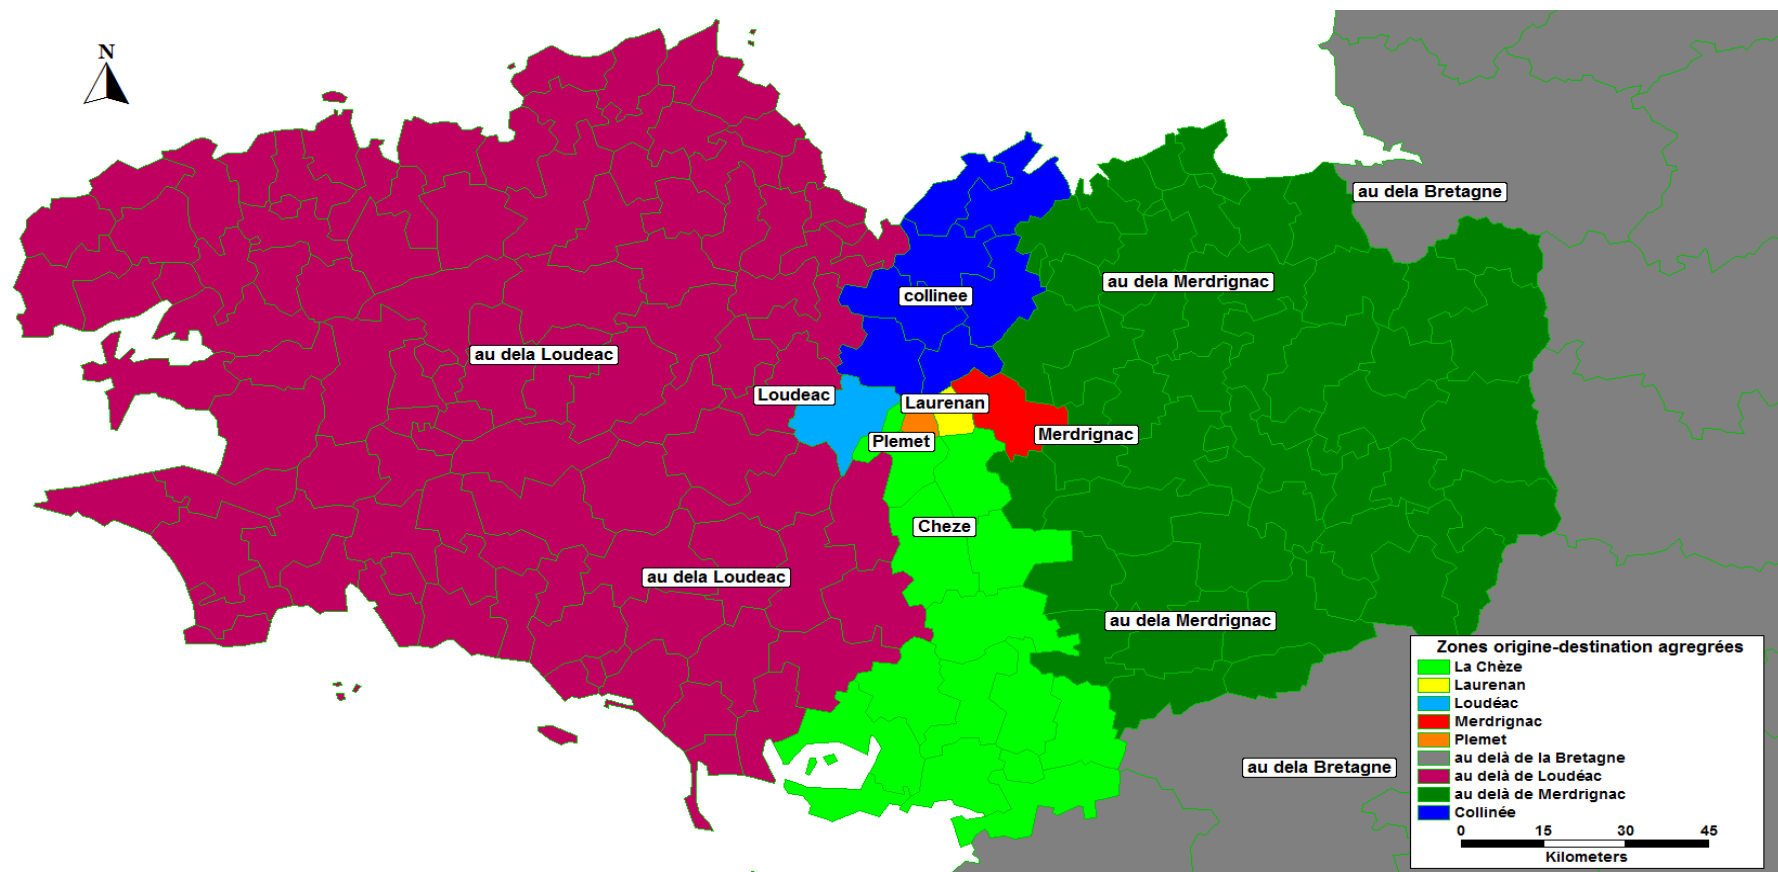 N
au dela Bretagne
au dela Merdrignac
collinee
au dela Loudeac
Loudeac
Laurenan
Plemet
Merdrignac
Cheze
au dela Loudeac
au dela Merdrignac
au dela Bretagne
Zones origine-destination agregrées
La Chèze
Laurenan
Loudéac
Merdrignac
Plemet
au delà de la Bretagne
au delà de Loudéac
au delà de Merdrignac
Collinée
0 15 30 45
Kilometers